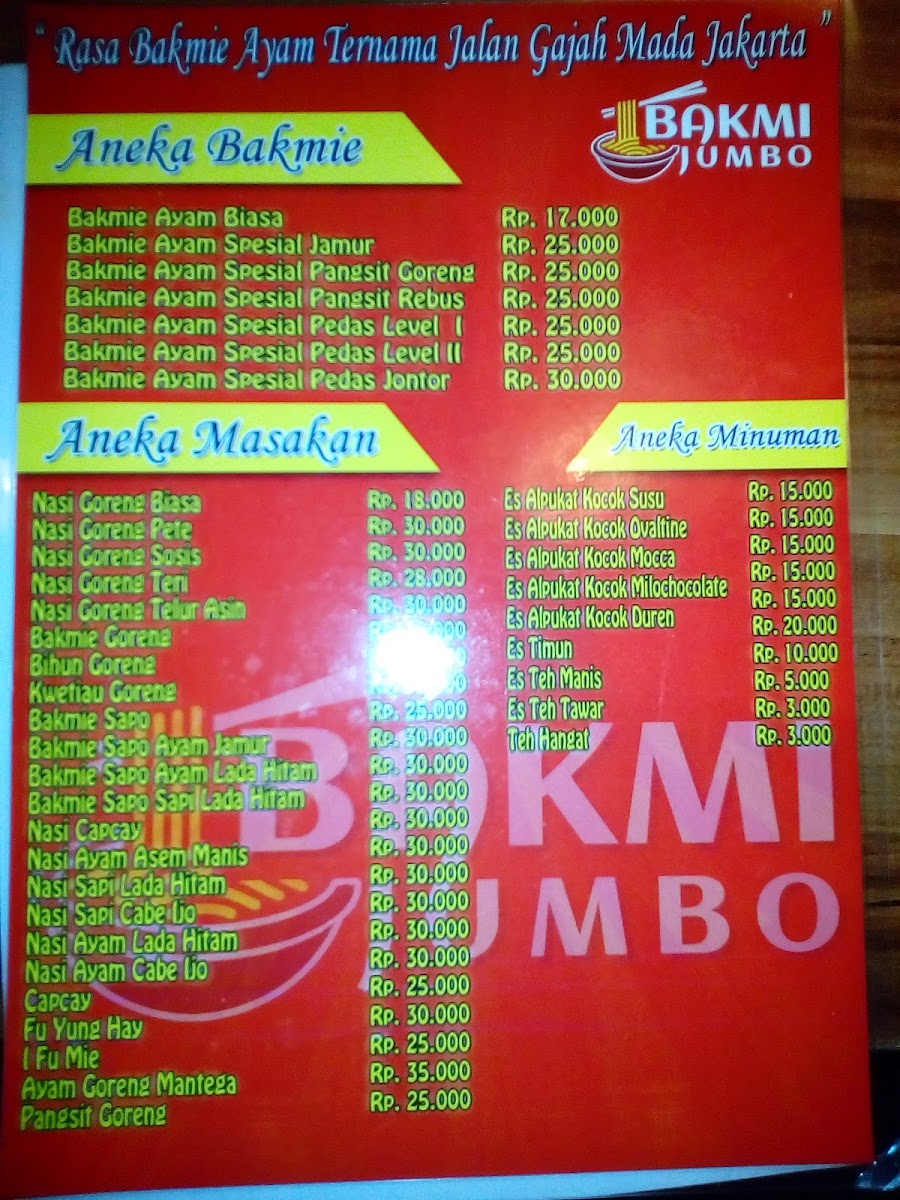 “ Rasa Bakmie Ayam Ternama Jalan Gajah Mada Jakarta ”
BAKMI
JUMBO
Aneka Bakmie
Bakmie Ayam Biasa Rp. 17.000
Bakmie Ayam Spesial Jamur Rp. 25.000
Bakmie Ayam Spesial Pangsit Goreng Rp. 25.000
Bakmie Ayam Spesial Pangsit Rebus Rp. 25.000
Bakmie Ayam Spesial Pedas Level I Rp. 25.000
Bakmie Ayam Spesial Pedas Level II Rp. 25.000
Bakmie Ayam Spesial Pedas Jontor Rp. 30.000
Aneka Masakan
Nasi Goreng Biasa Rp. 18.000
Nasi Goreng Pete Rp. 30.000
Nasi Goreng Sosis Rp. 30.000
Nasi Goreng Teri Rp. 28.000
Nasi Goreng Telur Asin Rp. 30.000
Bakmie Goreng
Bihun Goreng
Kwetiau Goreng
Bakmie Sapo Rp. 25.000
Bakmie Sapo Ayam Jamur Rp. 30.000
Bakmie Sapo Ayam Lada Hitam Rp. 30.000
Bakmie Sapo Sapi Lada Hitam Rp. 30.000
Nasi Capcay Rp. 30.000
Nasi Ayam Asem Manis Rp. 30.000
Nasi Sapi Lada Hitam Rp. 30.000
Nasi Sapi Cabe Ijo Rp. 30.000
Nasi Ayam Lada Hitam Rp. 30.000
Nasi Ayam Cabe Ijo Rp. 30.000
Capcay Rp. 25.000
Fu Yung Hay Rp. 30.000
I Fu Mie Rp. 25.000
Ayam Goreng Mantega Rp. 35.000
Pangsit Goreng Rp. 25.000
Aneka Minuman
Es Alpukat Kocok Susu
Es Alpukat Kocok Ovaltine
Es Alpukat Kocok Mocca
Es Alpukat Kocok Milochocolate
Es Alpukat Kocok Duren
Es Timun
Es Teh Manis
Es Teh Tawar
Teh Hangat
Rp. 15.000
Rp. 15.000
Rp. 15.000
Rp. 15.000
Rp. 15.000
Rp. 20.000
Rp. 10.000
Rp. 5.000
Rp. 3.000
Rp. 3.000
BAKMI
JUMBO